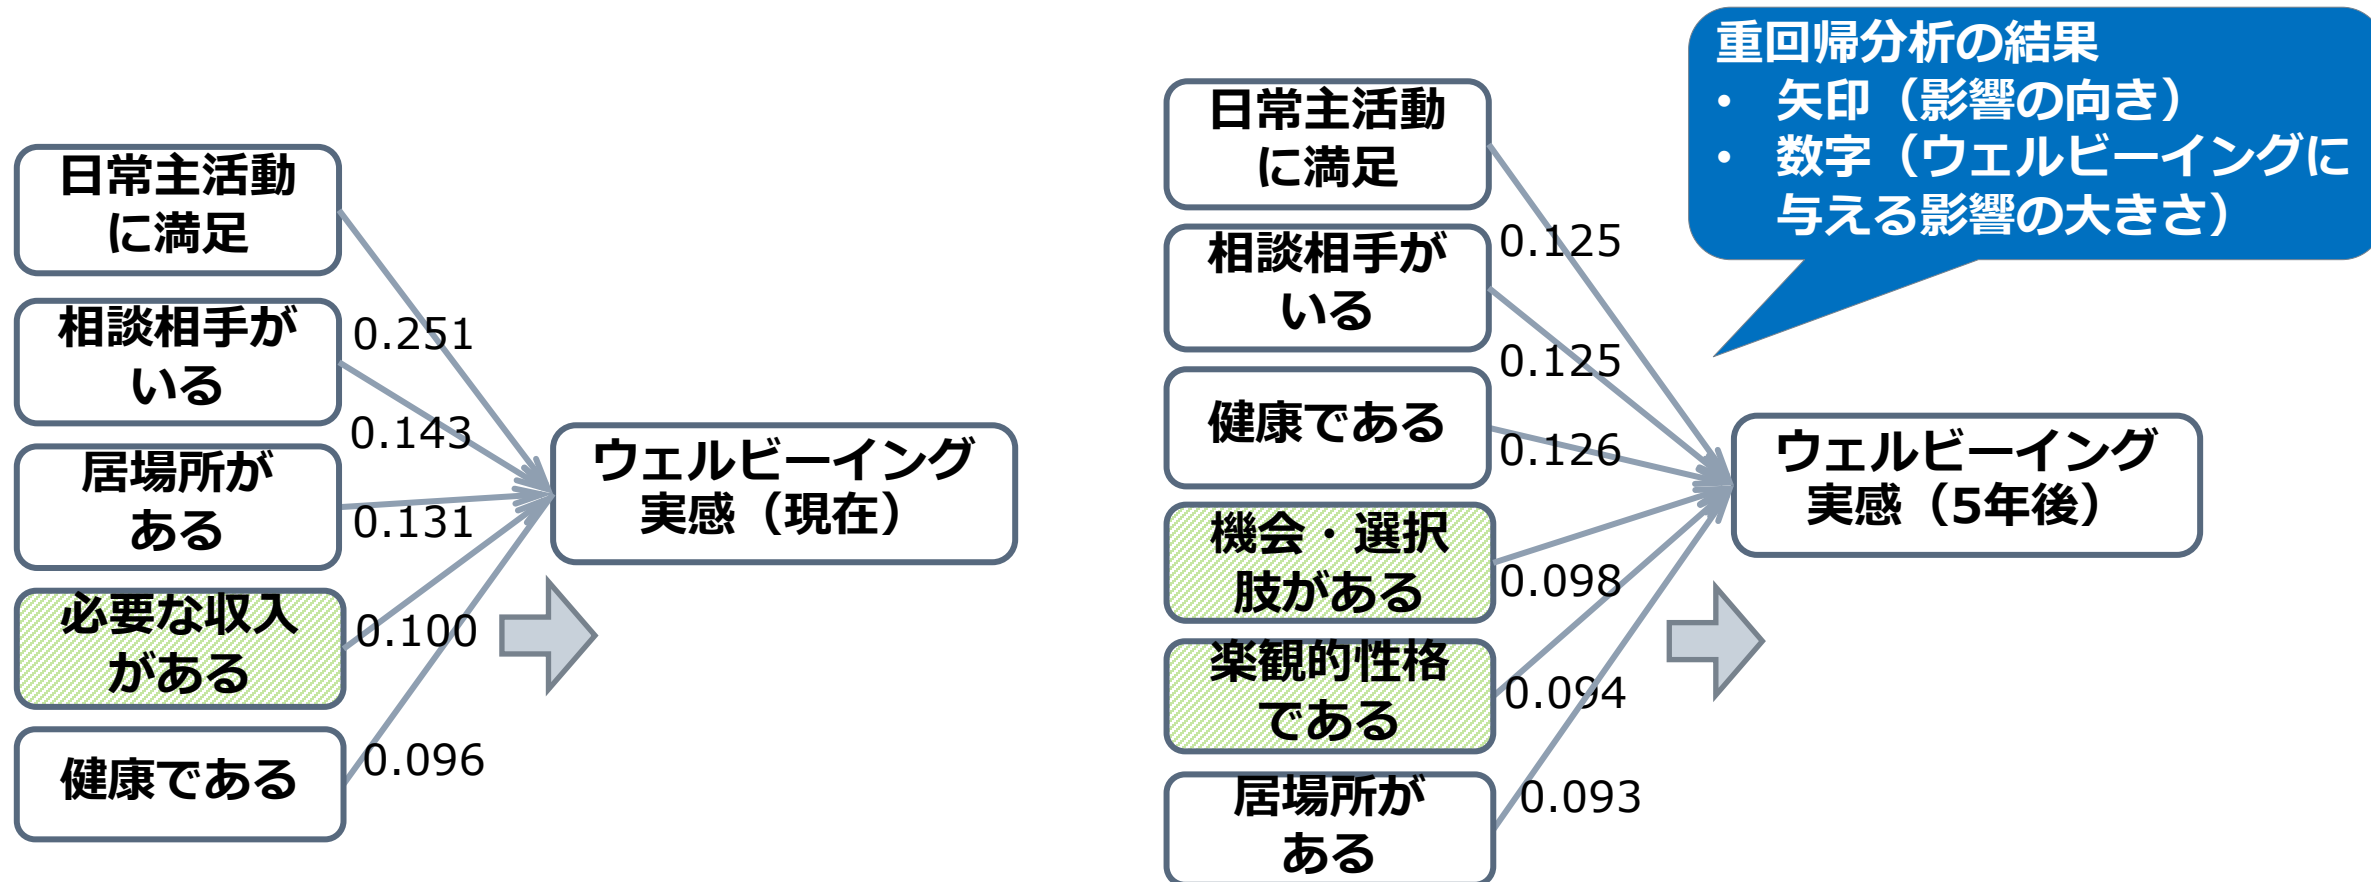 日常主活動
に満足
相談相手が
いる
居場所が
ある
必要な収入
がある
健康である
0.251
0.143
0.131
0.100
0.096
ウェルビーイング
実感（現在）
日常主活動
に満足
相談相手が
いる
健康である
機会・選択
肢がある
楽観的性格
である
居場所が
ある
0.125
0.125
0.126
0.098
0.094
0.093
ウェルビーイング
実感（5年後）
重回帰分析の結果
• 矢印（影響の向き）
• 数字（ウェルビーイングに
与える影響の大きさ）